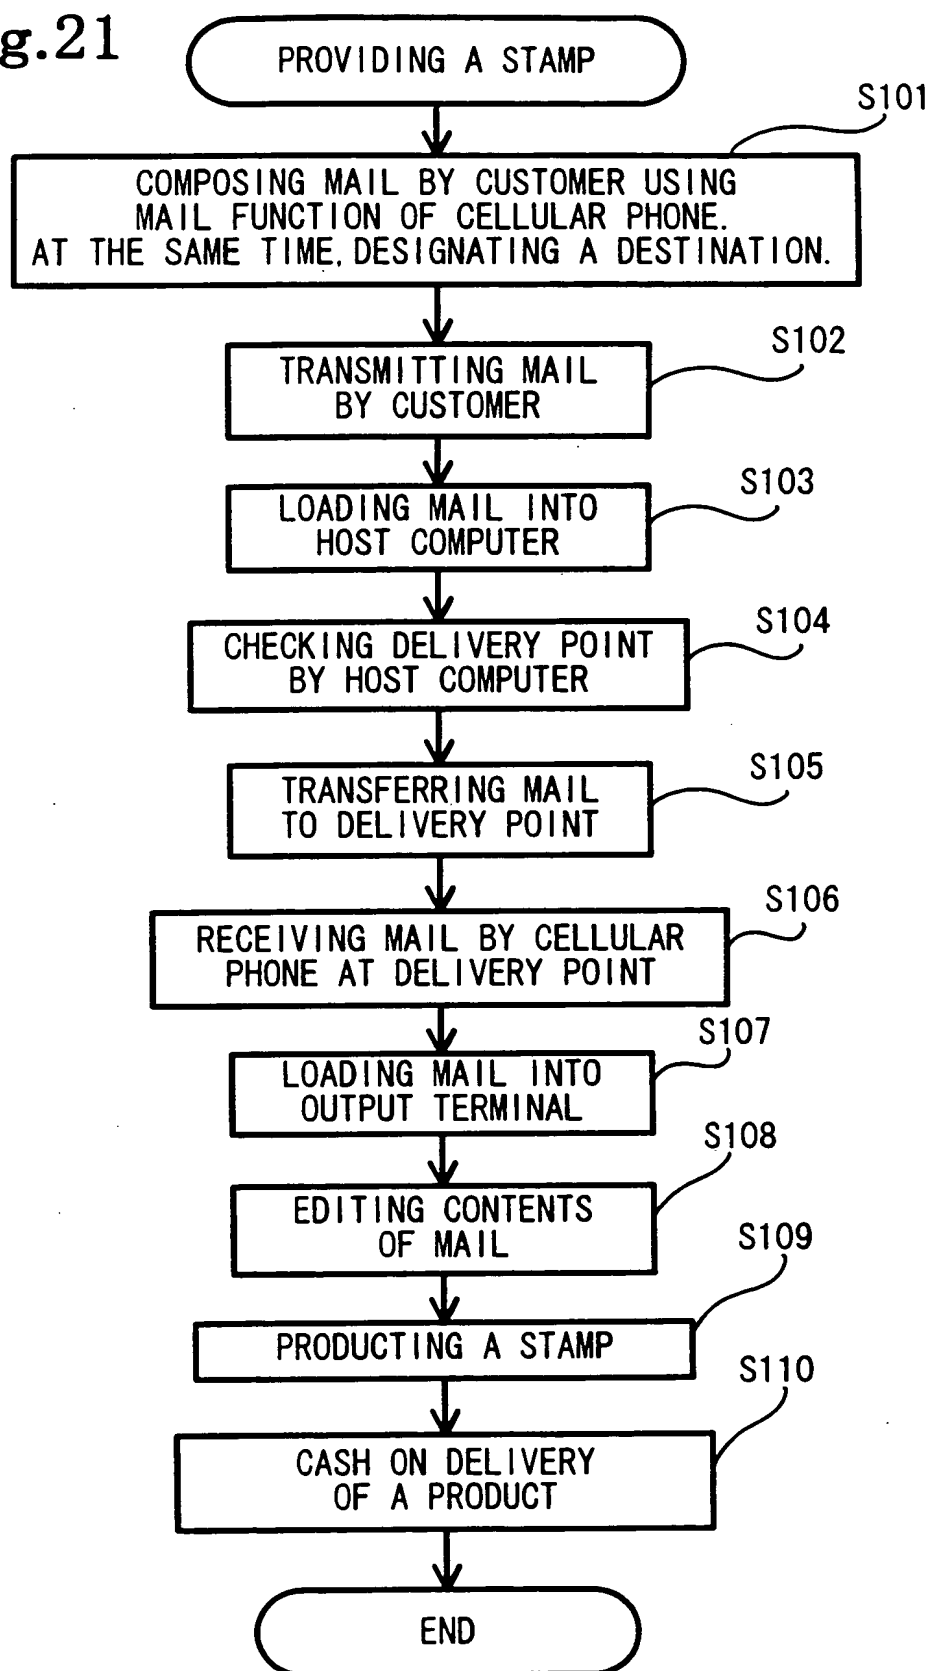 g.21
PROVIDING A STAMP
S101
COMPOSING MAIL BY CUSTOMER USING
MAIL FUNCTION OF CELLULAR PHONE.
AT THE SAME TIME, DESIGNATING A DESTINATION.
S102
TRANSMITTING MAIL
BY CUSTOMER
S103
LOADING MAIL INTO
HOST COMPUTER
S104
CHECKING DELIVERY POINT
BY HOST COMPUTER
S105
TRANSFERRING MAIL
TO DELIVERY POINT
S106
RECEIVING MAIL BY CELLULAR
PHONE AT DELIVERY POINT
S107
LOADING MAIL INTO
OUTPUT TERMINAL
S108
EDITING CONTENTS
OF MAIL
S109
PRODUCTING A STAMP
S110
CASH ON DELIVERY
OF A PRODUCT
END